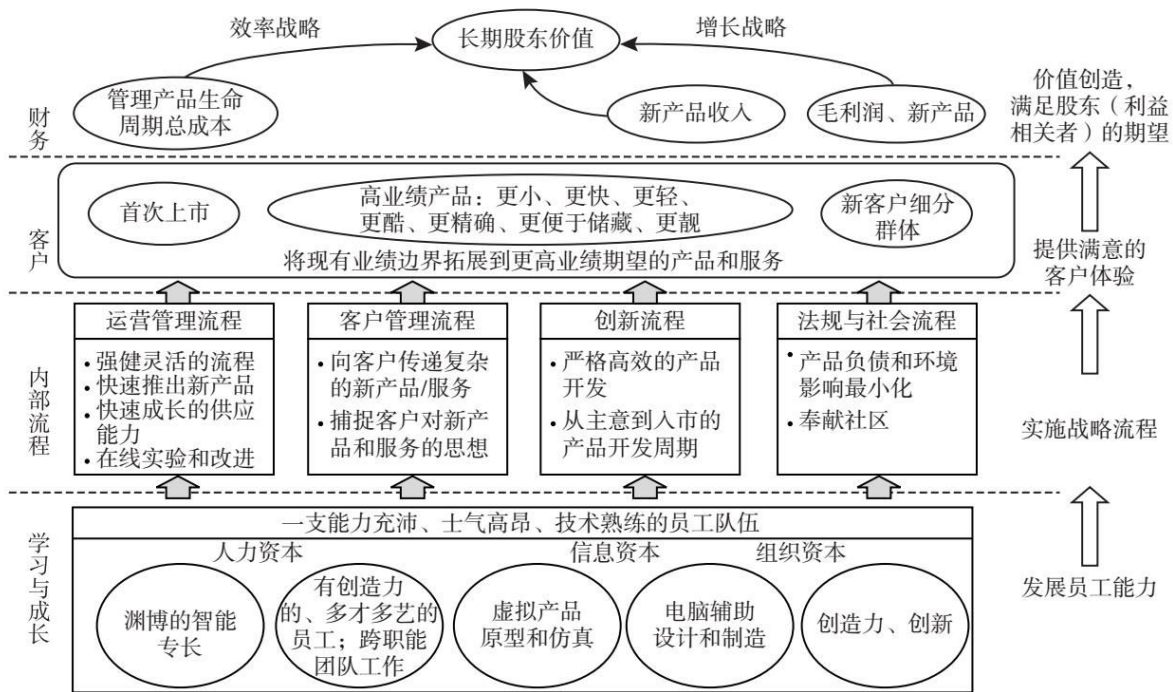 效率战略
长期股东价值
增长战略
财务
管理产品生命
周期总成本
新产品收入
毛利润、新产品
价值创造，
满足股东（利益
相关者）的期望
客户
首次上市
高业绩产品：更小、更快、更轻、
更酷、更精确、更便于储藏、更靓
新客户细分
群体
将现有业绩边界拓展到更高业绩期望的产品和服务
提供满意的
客户体验
内部流程
运营管理流程
•强健灵活的流程
•快速推出新产品
•快速成长的供应
能力
•在线实验和改进
客户管理流程
•向客户传递复杂
的新产品/服务
•捕捉客户对新产
品和服务的思想
创新流程
•严格高效的产品
开发
•从主意到入市的
产品开发周期
法规与社会流程
•产品负债和环境
影响最小化
•奉献社区
实施战略流程
学习与成长
一支能力充沛、士气高昂、技术熟练的员工队伍
人力资本
信息资本
组织资本
渊博的智能
专长
有创造力
的、多才多艺的
员工；跨职能
团队工作
虚拟产品
原型和仿真
电脑辅助
设计和制造
创造力、创新
发展员工能力